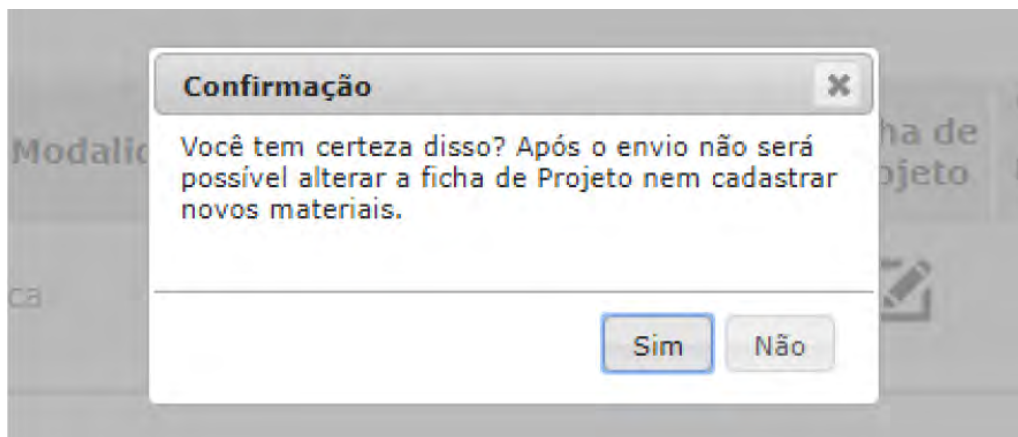 Confirmação
Você tem certeza disso? Após o envio não será
possível alterar a ficha de Projeto nem cadastrar
novos materiais.
Sim
Não